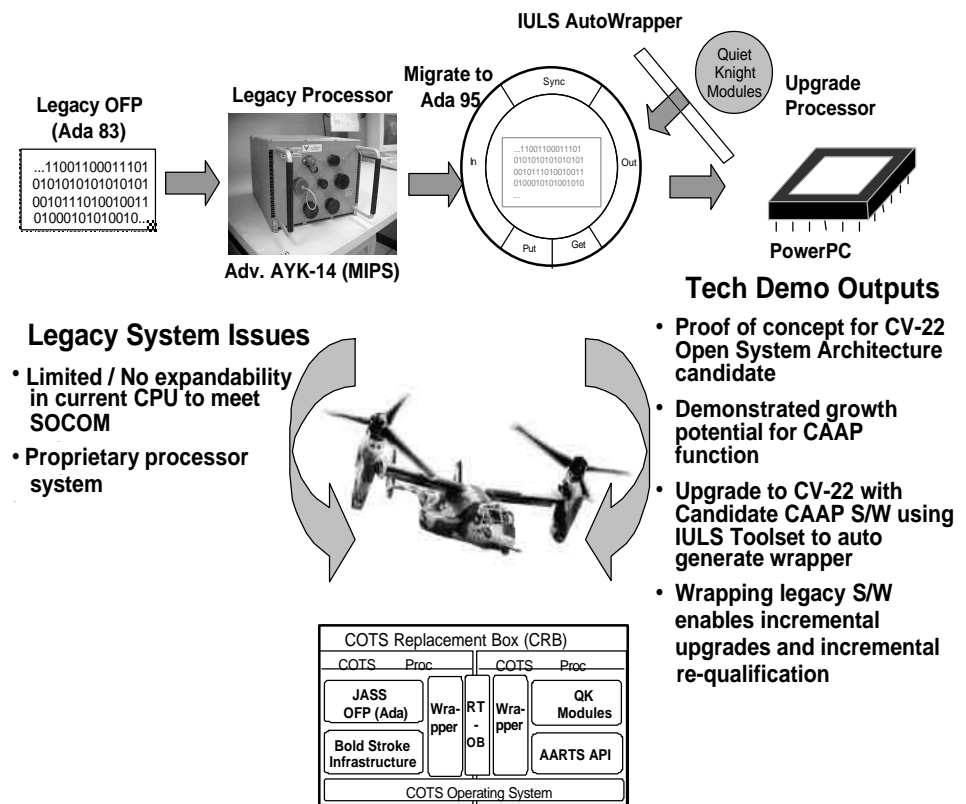 IULS AutoWrapper
Legacy OFP
(Ada 83)
...11001100011101
0101010101010101
0010111010010011
01000101010010...
Legacy Processor
Adv. AYK-14 (MIPS)
Migrate to
Ada 95
Sync
In
Out
Put
Get
...11001100011101
0101010101010101
0010111010010011
0100010101001010
...
Quiet
Knight
Modules
Upgrade
Processor
PowerPC
Legacy System Issues
• Limited / No expandability
in current CPU to meet
SOCOM
• Proprietary processor
system
Tech Demo Outputs
• Proof of concept for CV-22
Open System Architecture
candidate
• Demonstrated growth
potential for CAAP
function
• Upgrade to CV-22 with
Candidate CAAP S/W using
IULS Toolset to auto
generate wrapper
• Wrapping legacy S/W
enables incremental
upgrades and incremental
re-qualification
COTS Replacement Box (CRB)
COTS Proc
COTS Proc
JASS
OFP (Ada)
Bold Stroke
Infrastructure
Wra-
pper
RT
-
OB
Wra-
pper
QK
Modules
AARTS API
COTS Operating System